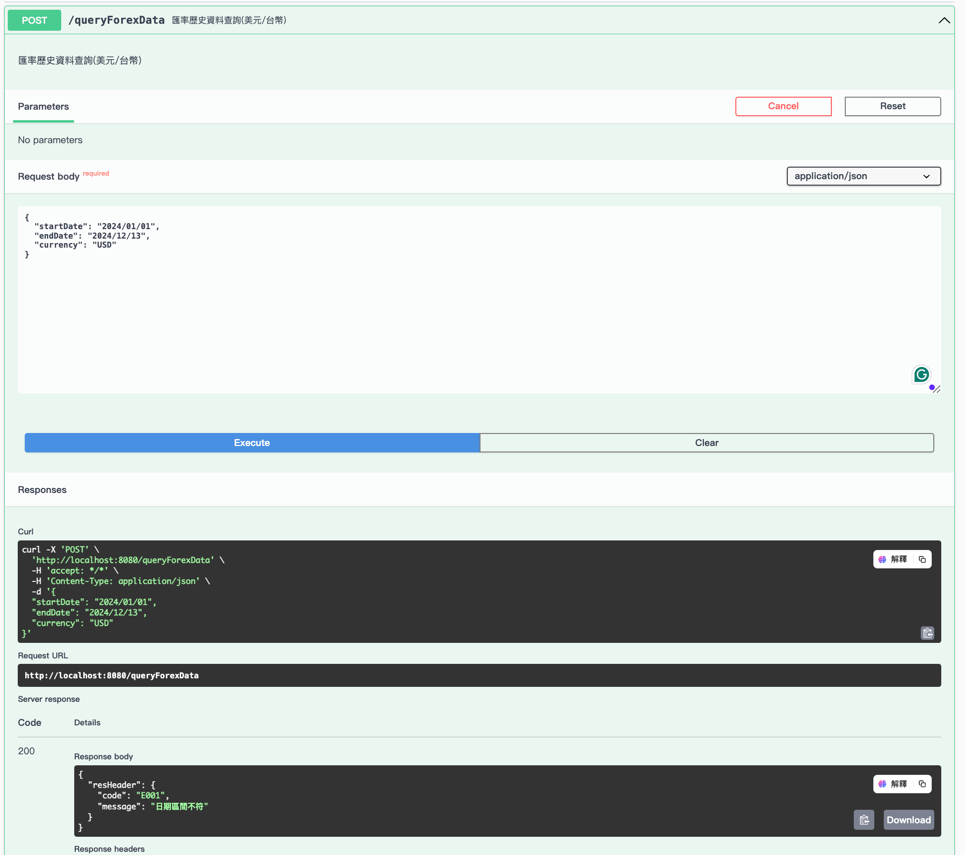 POST /queryForexData 匯率歷史資料查詢(美元/台幣)
匯率歷史資料查詢(美元/台幣)
Parameters
Cancel
Reset
No parameters
Request body required
application/json
{
  "startDate": "2024/01/01",
  "endDate": "2024/12/13",
  "currency": "USD"
}
Execute
Clear
Responses
Curl
curl -X 'POST' \
  'http://localhost:8080/queryForexData' \
  -H 'accept: */*' \
  -H 'Content-Type: application/json' \
  -d '{
  "startDate": "2024/01/01",
  "endDate": "2024/12/13",
  "currency": "USD"
}'
解釋
Request URL
http://localhost:8080/queryForexData
Server response
Code Details
200
Response body
{
  "resHeader": {
    "code": "E001",
    "message": "日期區間不符"
  }
}
解釋
Download
Response headers